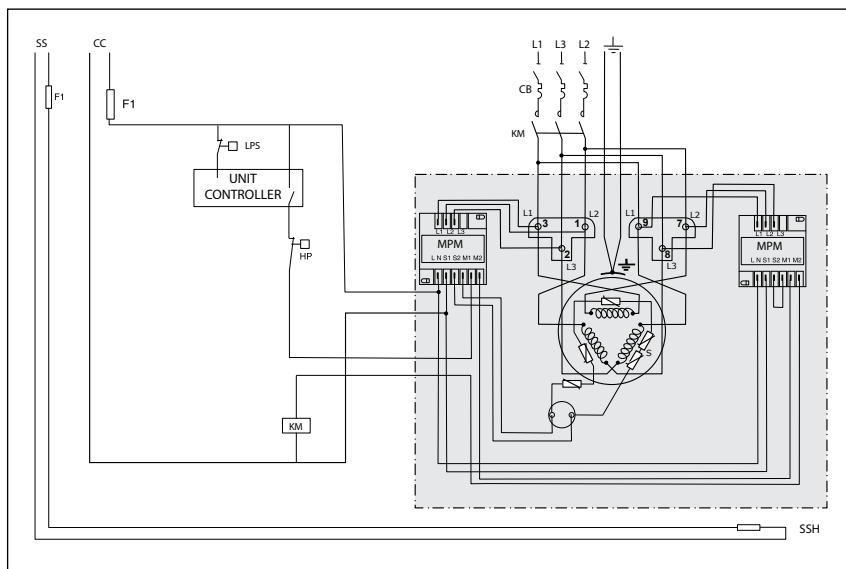 SS CC L1 L3 L2
F1 F1 CB
KM
LPS
UNIT
CONTROLLER
L1 3 1 L2 L1 9 7 L2
L1 L2 L3 L1 L2 L3
MPM MPM
HP 2 8
L N S1 S2 M1 M2 L3 L3 L N S1 S2 M1 M2
S
KM
SSH